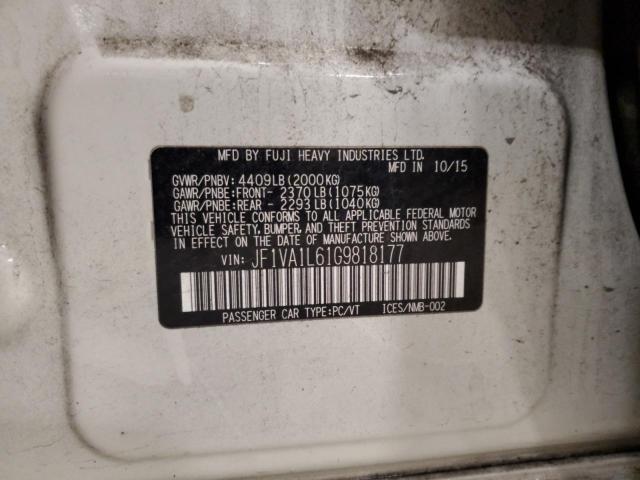 MFD BY FUJI HEAVY INDUSTRIES LTD.
MFD IN 10/15
GVWR/PNBV: 4409LB(2000KG)
GAWR/PNBE:FRONT- 2370LB(1075KG)
GAWR/PNBE:REAR - 2293LB(1040KG)
THIS VEHICLE CONFORMS TO ALL APPLICABLE FEDERAL MOTOR
VEHICLE SAFETY, BUMPER, AND THEFT PREVENTION STANDARDS
IN EFFECT ON THE DATE OF MANUFACTURE SHOWN ABOVE.
VIN: JF1VA1L61G9818177
PASSENGER CAR TYPE:PC/VT ICES/NMB-002